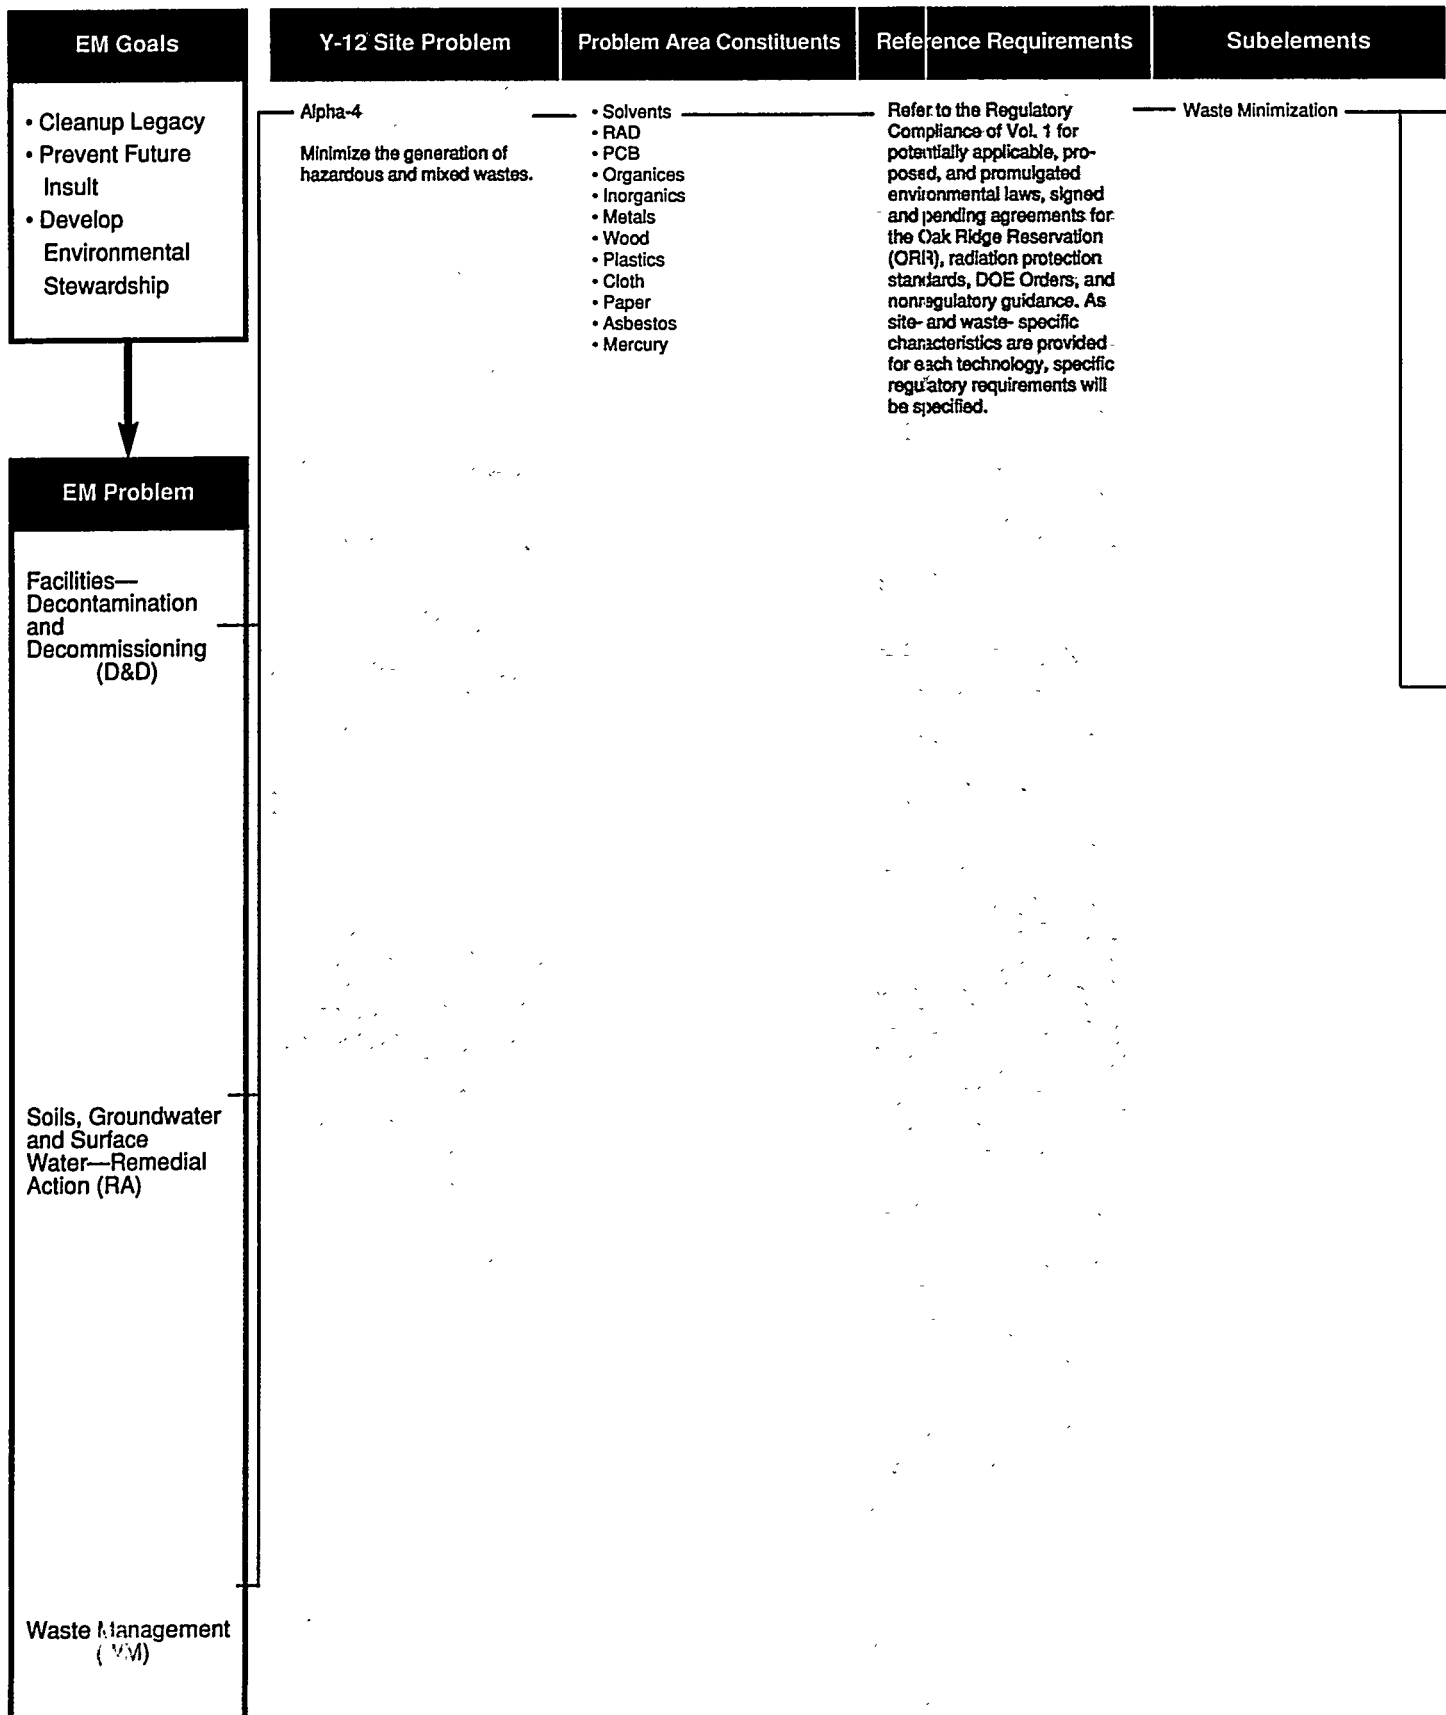 EM Goals
• Cleanup Legacy
• Prevent Future
Insult
• Develop
Environmental
Stewardship
EM Problem
Facilities—
Decontamination
and
Decommissioning
(D&D)
Soils, Groundwater
and Surface
Water—Remedial
Action (RA)
Waste Management
Y-12 Site Problem
Alpha-4
Minimize the generation of
hazardous and mixed wastes.
Problem Area Constituents
• Solvents
• RAD
• PCB
• Organices
• Inorganics
• Metals
• Wood
• Plastics
• Cloth
• Paper
• Asbestos
• Mercury
Reference Requirements
Refer to the Regulatory
Compliance of Vol. 1 for
potentially applicable, pro-
posed, and promulgated
environmental laws, signed
and pending agreements for
the Oak Ridge Reservation
(ORR), radiation protection
standards, DOE Orders, and
nonregulatory guidance. As
site- and waste- specific
characteristics are provided
for each technology, specific
regulatory requirements will
be specified.
Subelements
Waste Minimization